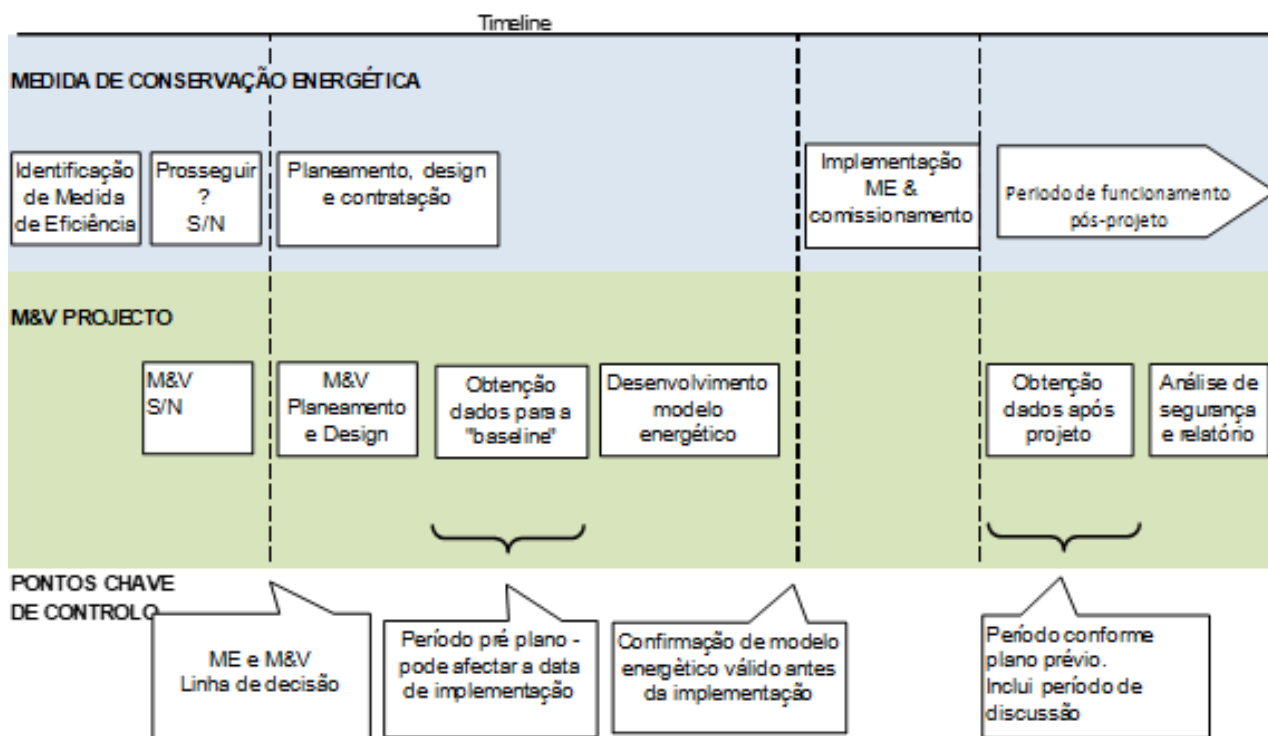 Timeline
MEDIDA DE CONSERVAÇÃO ENERGÉTICA
Identificação
de Medida
de Eficiência
Prosseguir
?
S/N
Planeamento, design
e contratação
Implementação
ME &
comissionamento
Período de funcionamento
pós-projeto
M&V PROJECTO
M&V
S/N
M&V
Planeamento
e Design
Obtenção
dados para a
"baseline"
Desenvolvimento
modelo
energético
Obtenção
dados após
projeto
Análise de
segurança
e relatório
PONTOS CHAVE
DE CONTROLO
ME e M&V
Linha de decisão
Período pré plano -
pode afectar a data
de implementação
Confirmação de modelo
energètico válido antes
da implementação
Período conforme
plano prévio.
Inclui período de
discussão